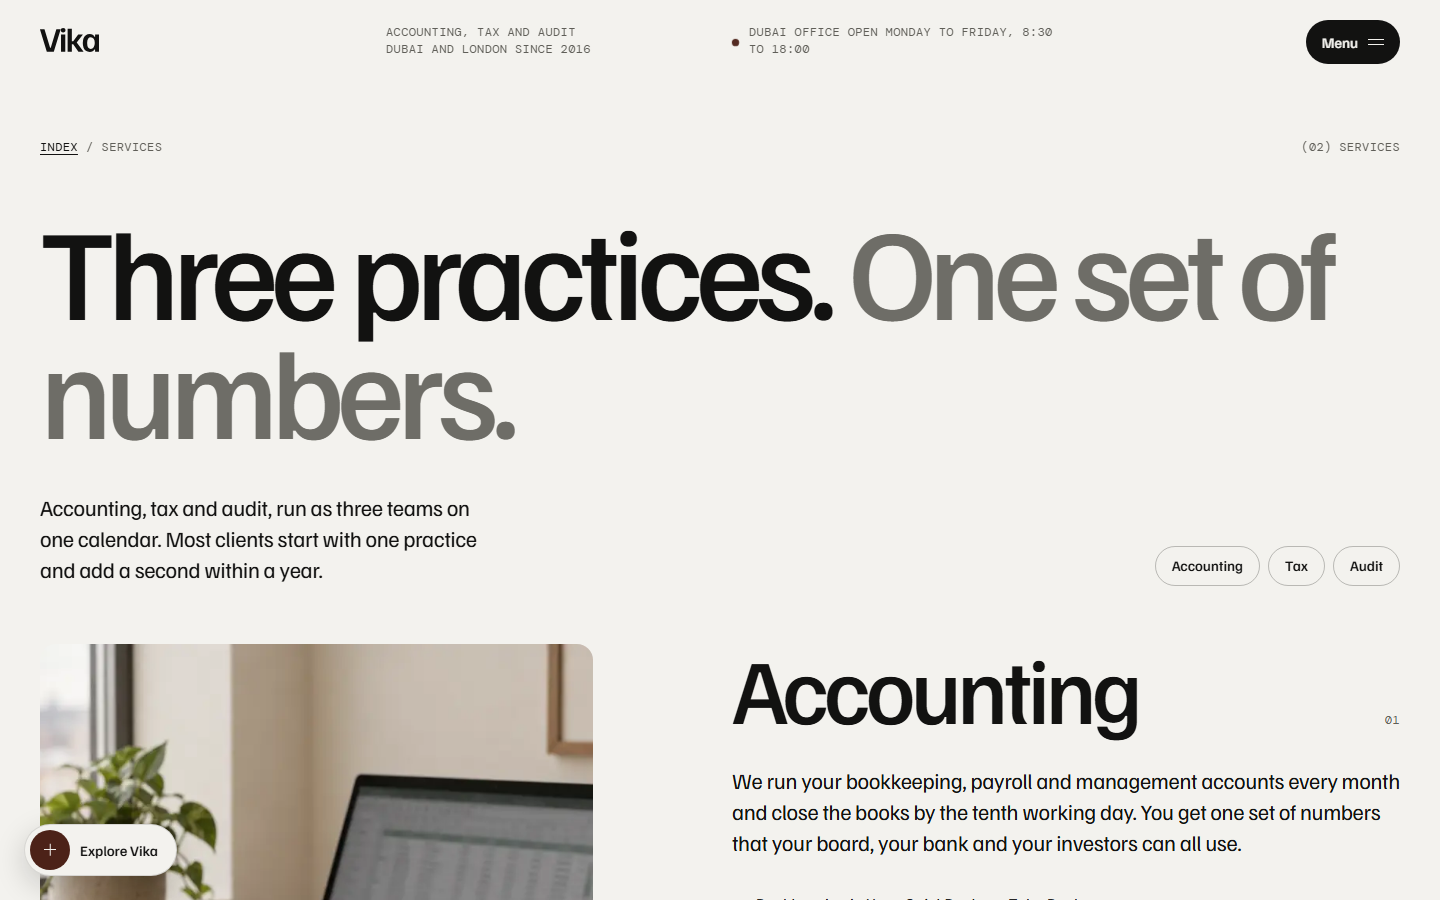 Vika
ACCOUNTING, TAX AND AUDIT
DUBAI AND LONDON SINCE 2016
DUBAI OFFICE OPEN MONDAY TO FRIDAY, 8:30
TO 18:00
Menu
INDEX / SERVICES
(02) SERVICES
Three practices. One set of
numbers.
Accounting, tax and audit, run as three teams on
one calendar. Most clients start with one practice
and add a second within a year.
Accounting
Tax
Audit
Accounting
01
We run your bookkeeping, payroll and management accounts every month
and close the books by the tenth working day. You get one set of numbers
that your board, your bank and your investors can all use.
Explore Vika